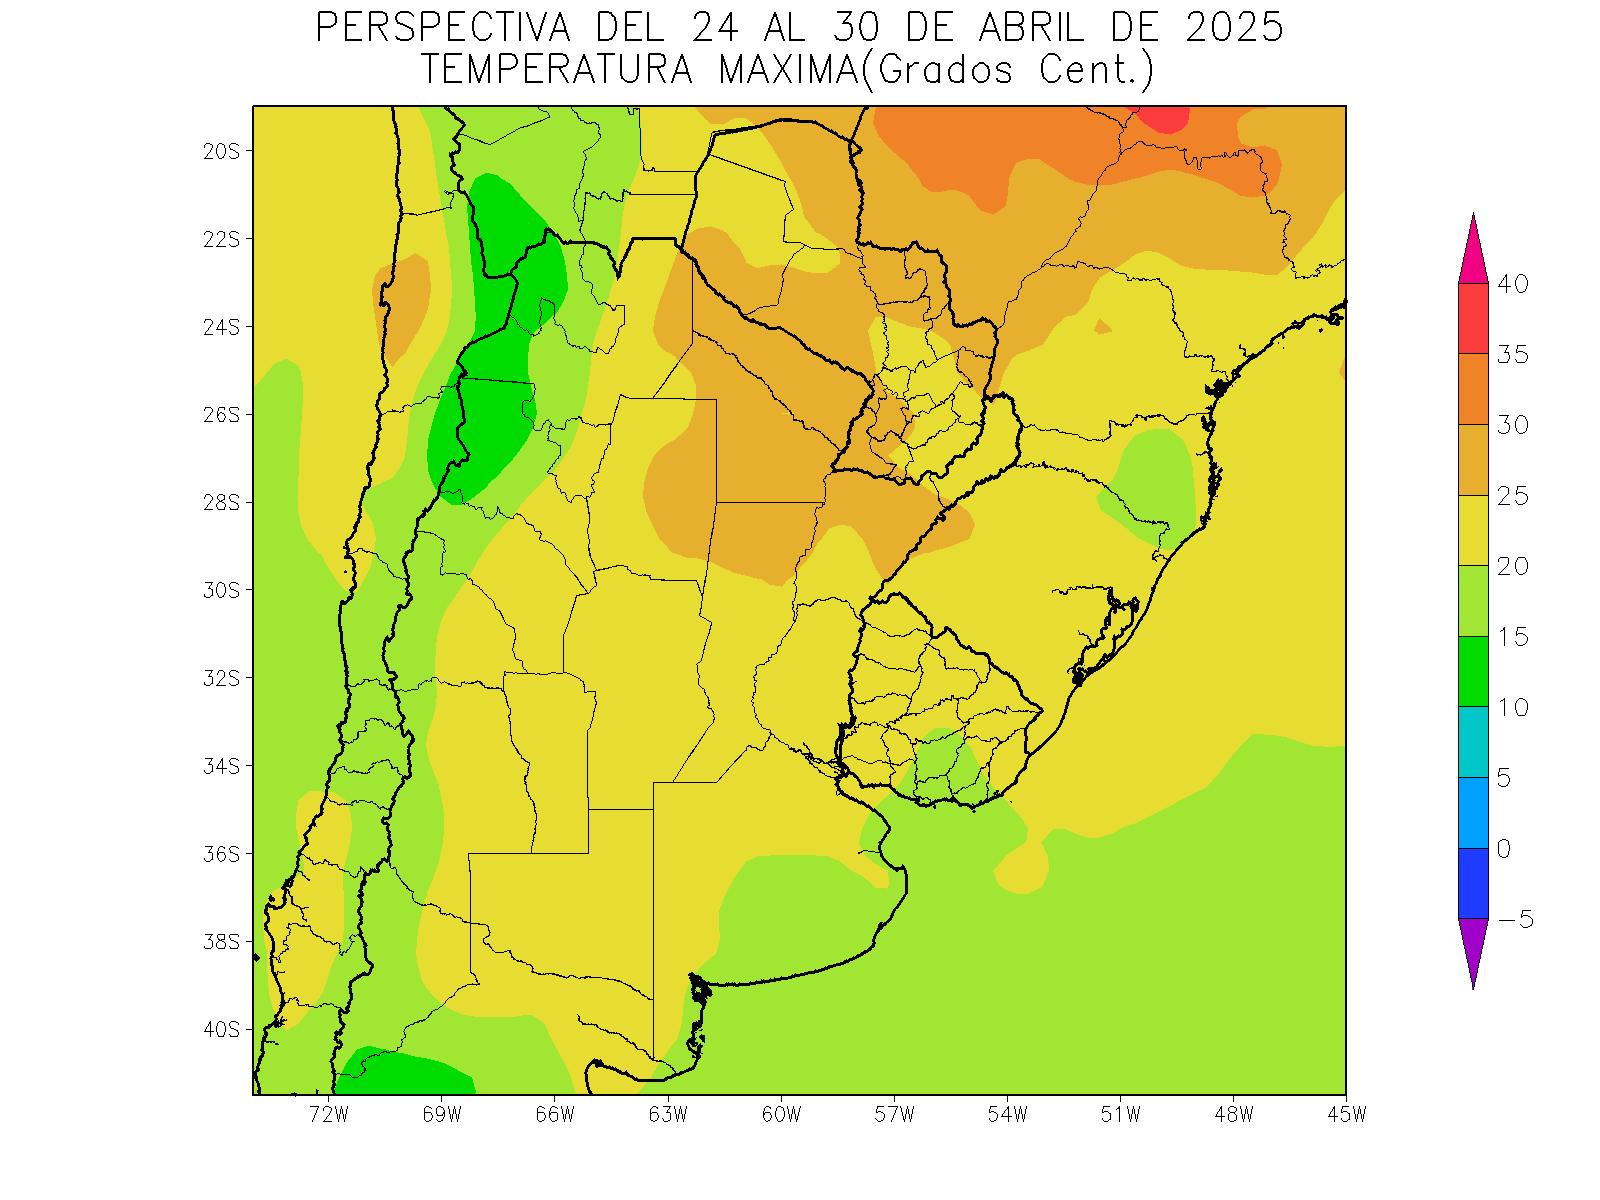 PERSPECTIVA DEL 24 AL 30 DE ABRIL DE 2025
TEMPERATURA MAXIMA(Grados Cent.)
20S
22S
24S
26S
28S
30S
32S
34S
36S
38S
40S
72W 69W 66W 63W 60W 57W 54W 51W 48W 45W
40
35
30
25
20
15
10
5
0
-5